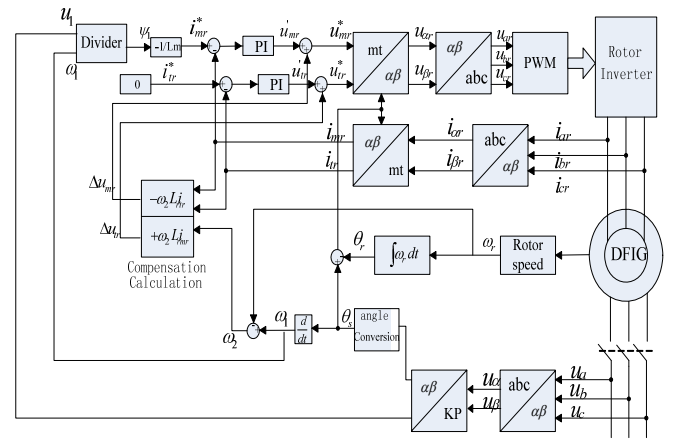 u₁
Divider
ψ₁
-1/Lm
i*mr
PI
u'mr
u*mr
mt
αβ
uαr
uβr
αβ
abc
uar
ubr
ucr
PWM
Rotor
Inverter
ω₁
0
i*tr
PI
u'tr
u*tr
imr
itr
αβ
mt
iαr
iβr
abc
αβ
iar
ibr
icr
Δumr
-ω₂Litr
Δutr
+ω₂Limr
Compensation
Calculation
θr
∫ωr dt
ωr
Rotor
speed
DFIG
ω₂
ω₁
d
dt
θs
angle
Conversion
αβ
KP
uα
uβ
abc
αβ
ua
ub
uc